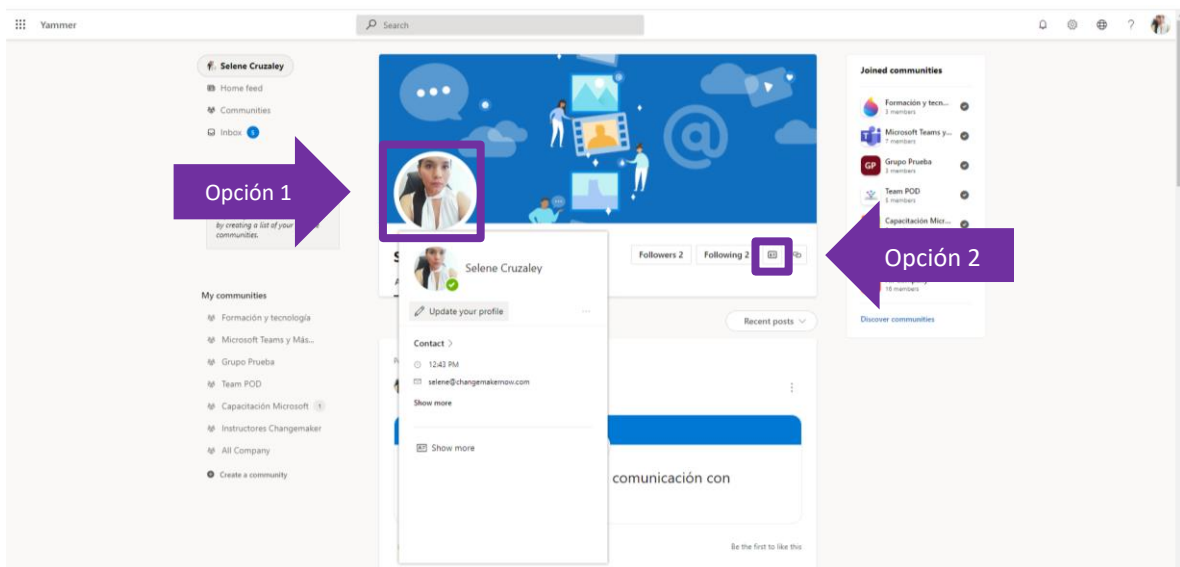 Yammer
Search
Selene Cruzaley
Home feed
Communities
Inbox 5
Opción 1
by creating a list of your
communities.
My communities
Formación y tecnología
Microsoft Teams y Más...
Grupo Prueba
Team POD
Capacitación Microsoft 1
Instructores Changemaker
All Company
Create a community
Followers 2
Following 2
Opción 2
Recent posts
Selene Cruzaley
Update your profile
Contact
12:43 PM
selene@changemakernow.com
Show more
Show more
comunicación con
Be the first to like this
Joined communities
Formación y tecn...
3 members
Microsoft Teams y...
7 members
Grupo Prueba
3 members
GP
Team POD
5 members
Capacitación Micr...
16 members
Discover communities